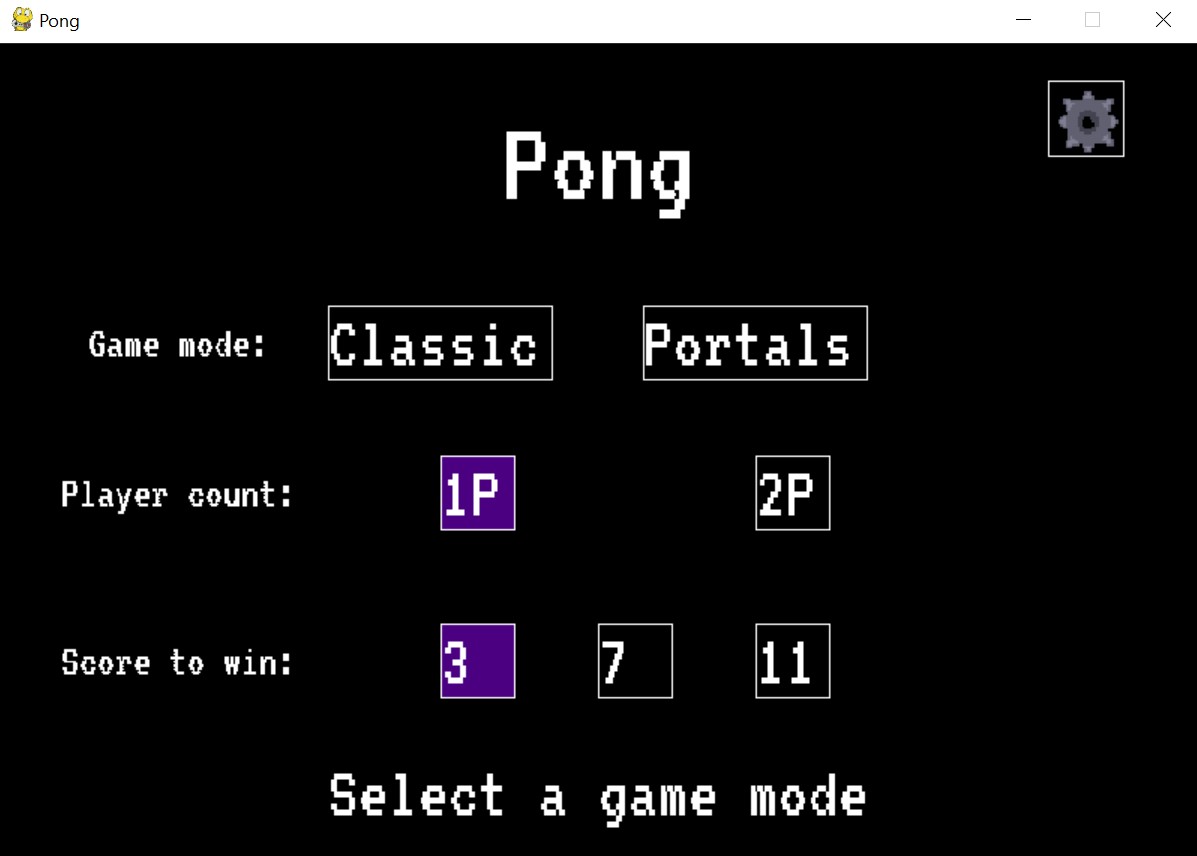 Pong
Pong
Game mode: Classic Portals
Player count: 1P 2P
Score to win: 3 7 11
Select a game mode